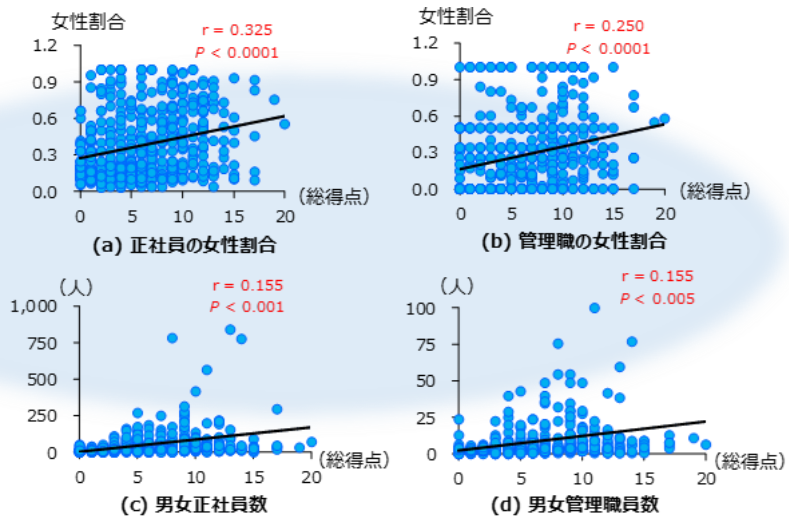 女性割合
r = 0.325
P < 0.0001
1.2
0.9
0.6
0.3
0.0
0 5 10 15 20
(総得点)
(a) 正社員の女性割合
女性割合
r = 0.250
P < 0.0001
1.2
0.9
0.6
0.3
0.0
0 5 10 15 20
(総得点)
(b) 管理職の女性割合
(人)
r = 0.155
P < 0.001
1,000
750
500
250
0
0 5 10 15 20
(総得点)
(c) 男女正社員数
(人)
r = 0.155
P < 0.005
100
75
50
25
0
0 5 10 15 20
(総得点)
(d) 男女管理職員数